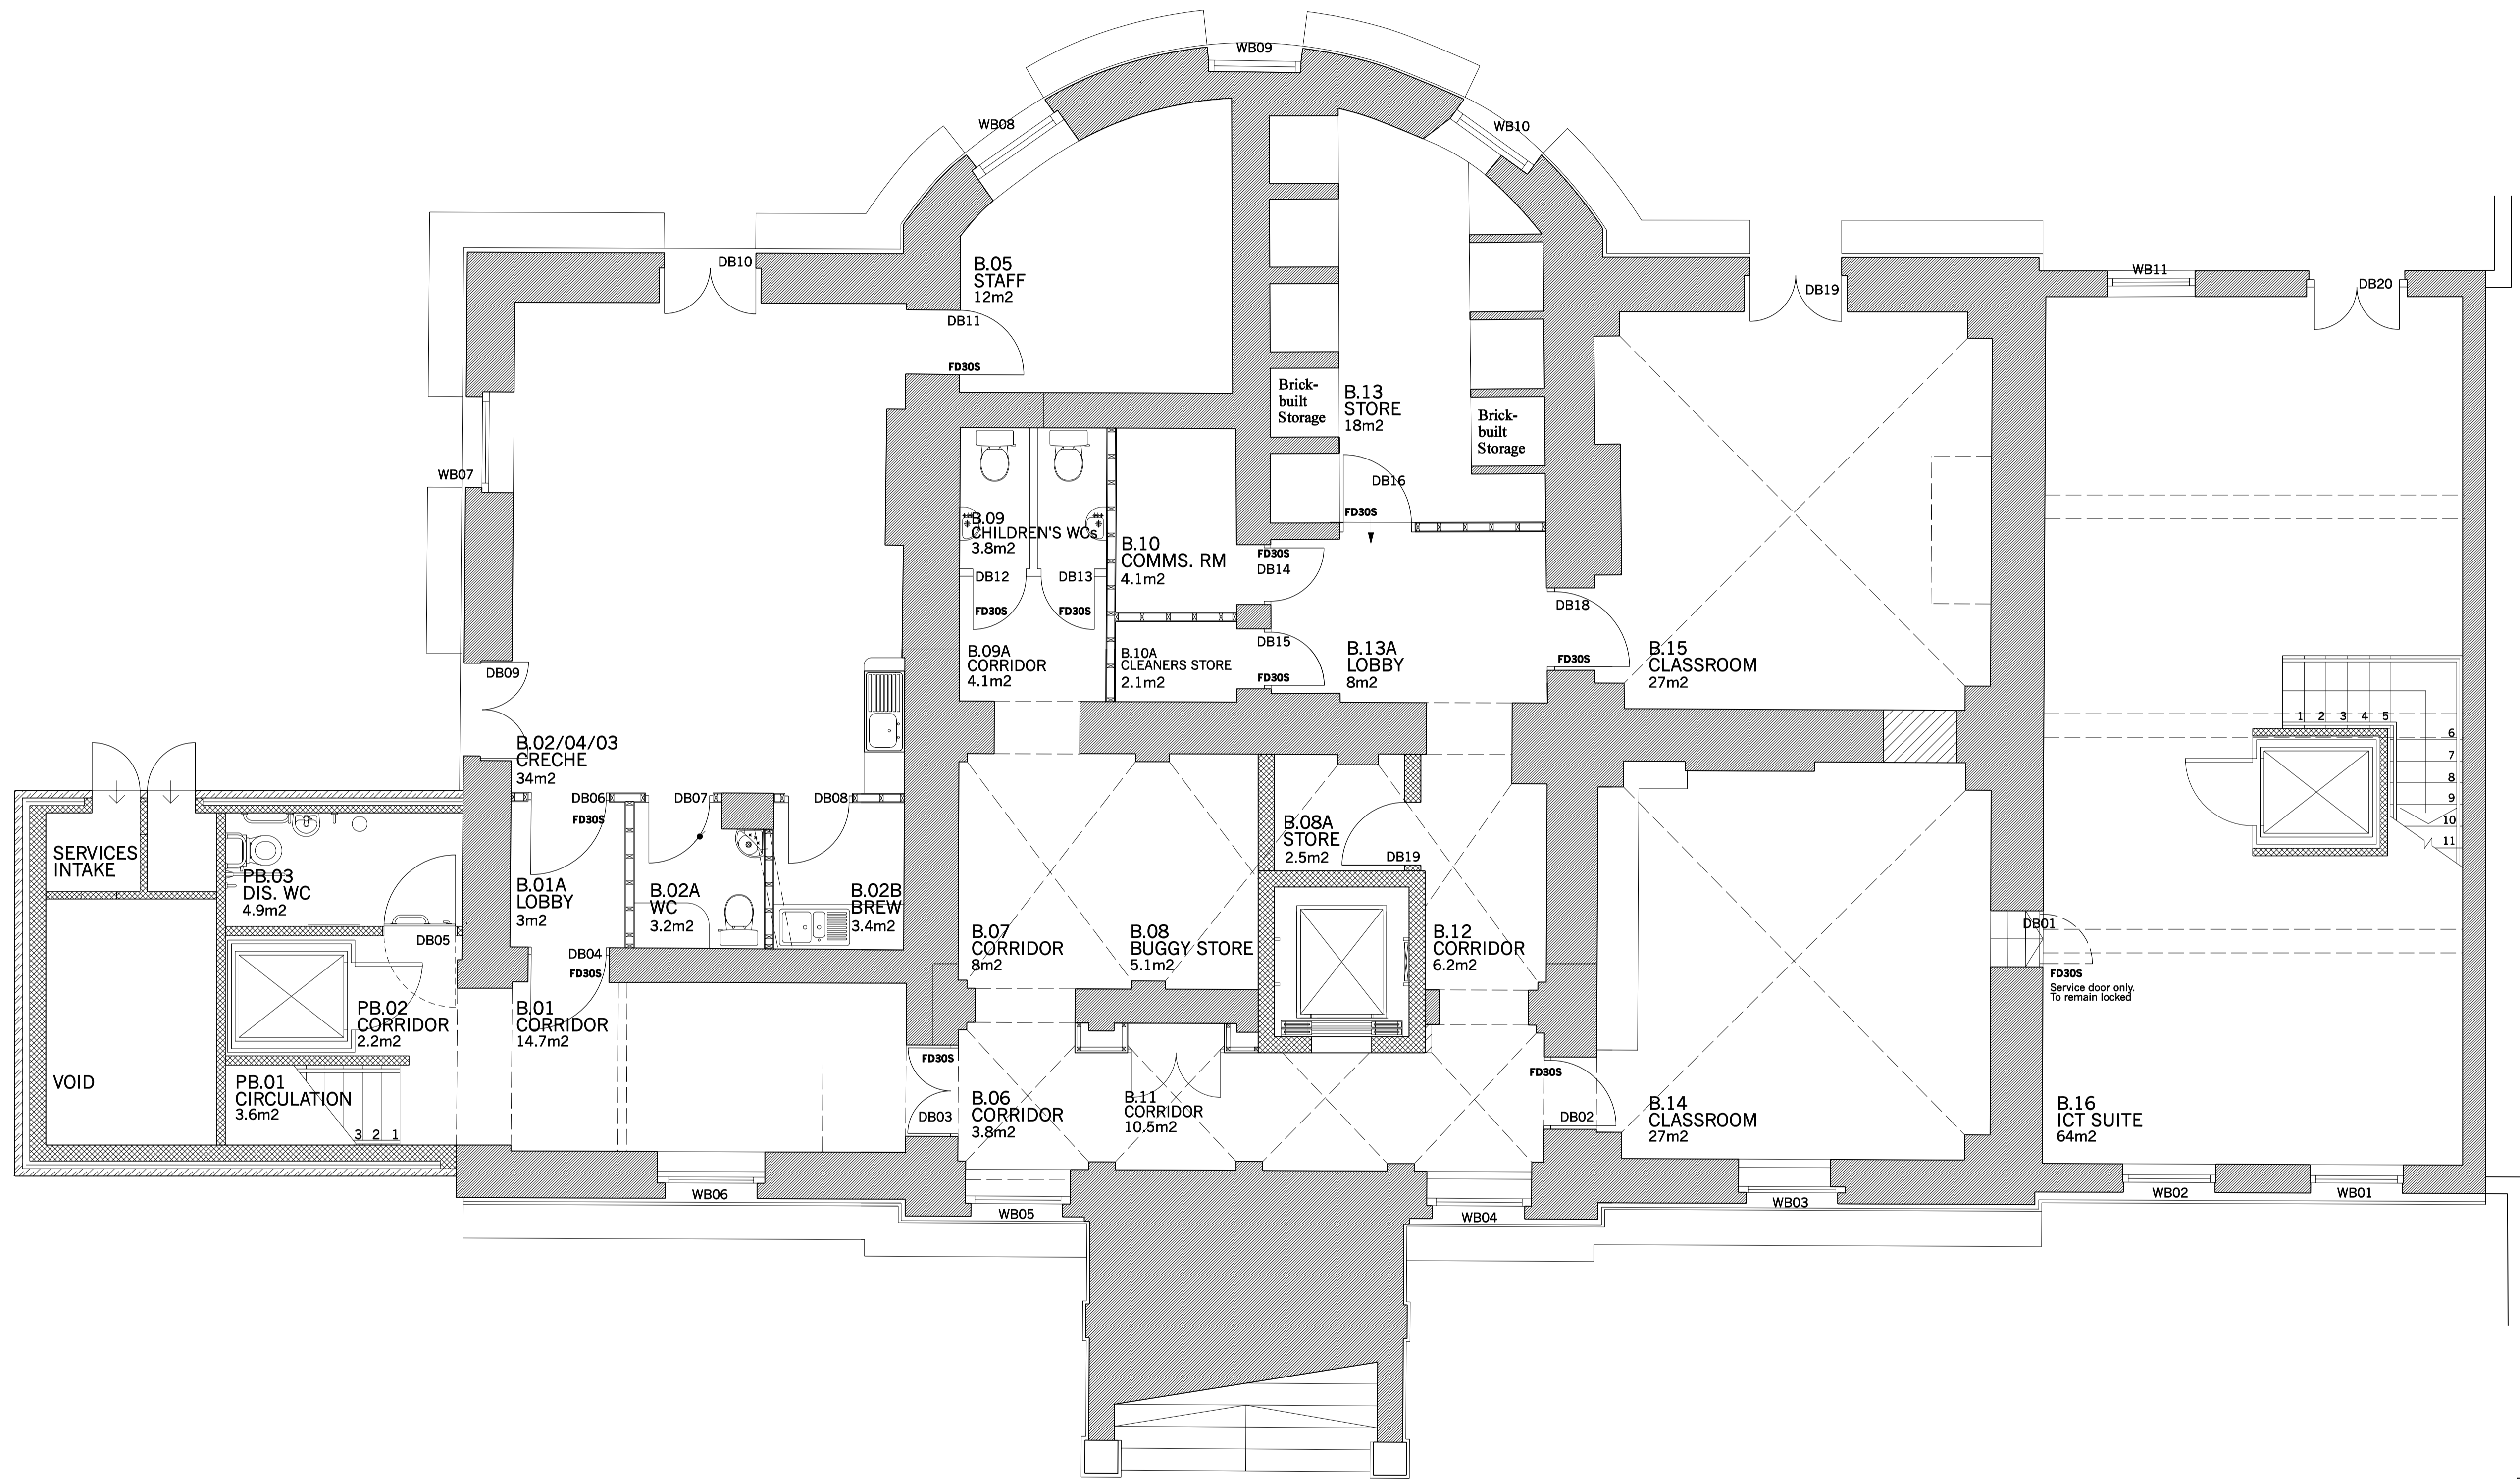 WB09
WB08
WB10
DB10
B.05
STAFF
12m2
DB11
FD30S
WB11
DB19
DB20
Brick-
built
Storage
B.13
STORE
18m2
Brick-
built
Storage
WB07
DB16
FD30S
B.09
CHILDREN'S WCs
3.8m2
B.10
COMMS. RM
4.1m2
FD30S
DB14
DB12
DB13
FD30S
FD30S
DB18
FD30S
DB15
FD30S
B.09A
CORRIDOR
4.1m2
B.10A
CLEANERS STORE
2.1m2
B.13A
LOBBY
8m2
B.15
CLASSROOM
27m2
DB09
B.02/04/03
CRECHE
34m2
1 2 3 4 5
6
7
8
9
10
11
DB06
FD30S
DB07
DB08
SERVICES
INTAKE
PB.03
DIS. WC
4.9m2
B.01A
LOBBY
3m2
B.02A
WC
3.2m2
B.02B
BREW
3.4m2
B.08A
STORE
2.5m2
DB19
DB05
DB04
FD30S
B.07
CORRIDOR
8m2
B.08
BUGGY STORE
5.1m2
B.12
CORRIDOR
6.2m2
DB01
FD30S
Service door only.
To remain locked
PB.02
CORRIDOR
2.2m2
B.01
CORRIDOR
14.7m2
VOID
PB.01
CIRCULATION
3.6m2
3 2 1
FD30S
DB03
B.06
CORRIDOR
3.8m2
B.11
CORRIDOR
10.5m2
FD30S
DB02
B.14
CLASSROOM
27m2
B.16
ICT SUITE
64m2
WB06
WB05
WB04
WB03
WB02
WB01